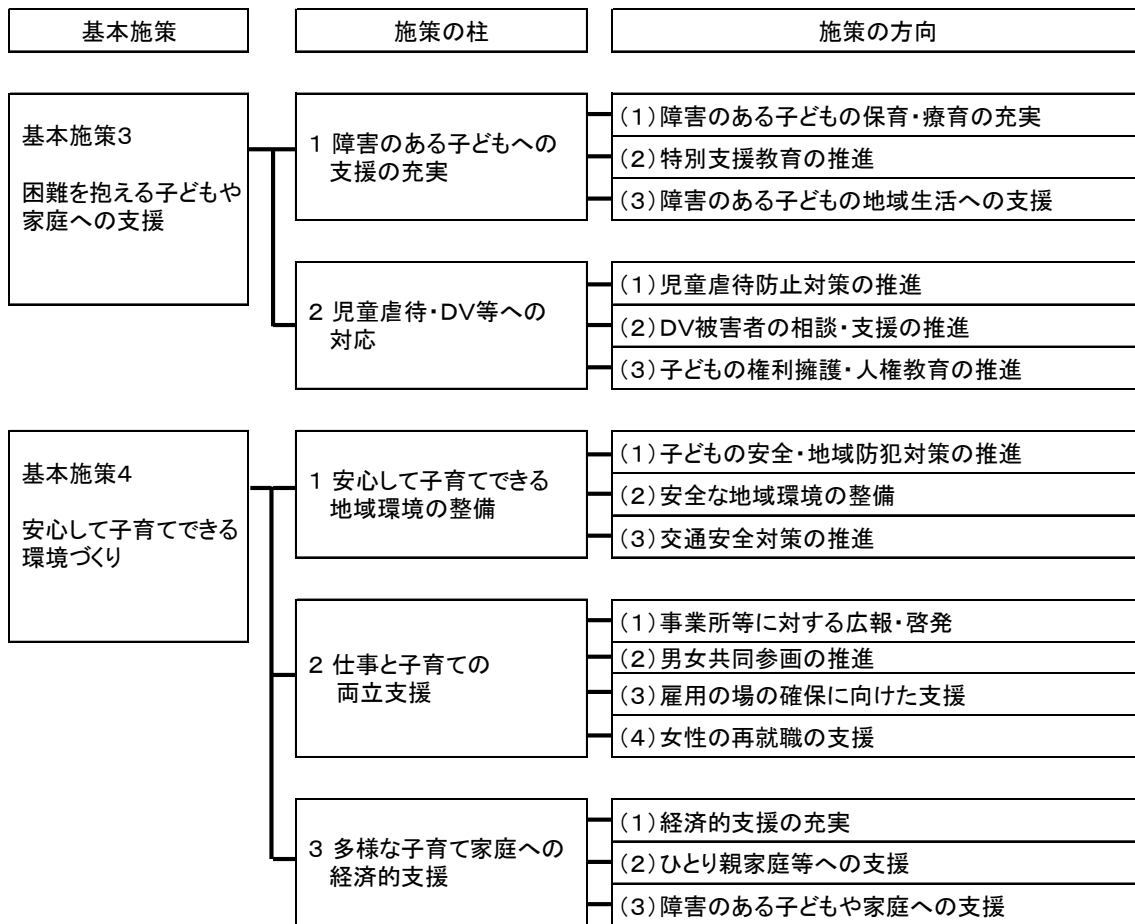 基本施策
施策の柱
施策の方向
基本施策3
困難を抱える子どもや
家庭への支援
1 障害のある子どもへの
支援の充実
(1)障害のある子どもの保育・療育の充実
(2)特別支援教育の推進
(3)障害のある子どもの地域生活への支援
2 児童虐待・DV等への
対応
(1)児童虐待防止対策の推進
(2)DV被害者の相談・支援の推進
(3)子どもの権利擁護・人権教育の推進
基本施策4
安心して子育てできる
環境づくり
1 安心して子育てできる
地域環境の整備
(1)子どもの安全・地域防犯対策の推進
(2)安全な地域環境の整備
(3)交通安全対策の推進
2 仕事と子育ての
両立支援
(1)事業所等に対する広報・啓発
(2)男女共同参画の推進
(3)雇用の場の確保に向けた支援
(4)女性の再就職の支援
3 多様な子育て家庭への
経済的支援
(1)経済的支援の充実
(2)ひとり親家庭等への支援
(3)障害のある子どもや家庭への支援